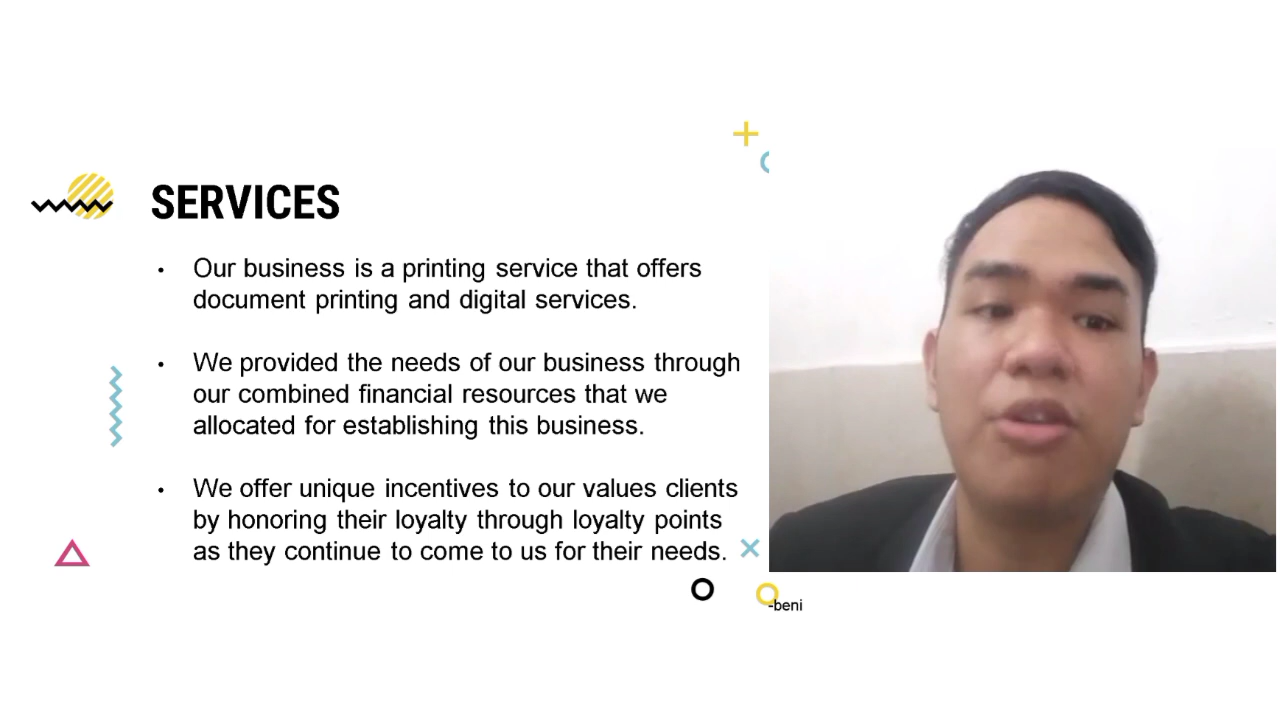 SERVICES
• Our business is a printing service that offers
document printing and digital services.
• We provided the needs of our business through
our combined financial resources that we
allocated for establishing this business.
• We offer unique incentives to our values clients
by honoring their loyalty through loyalty points
as they continue to come to us for their needs.
-beni